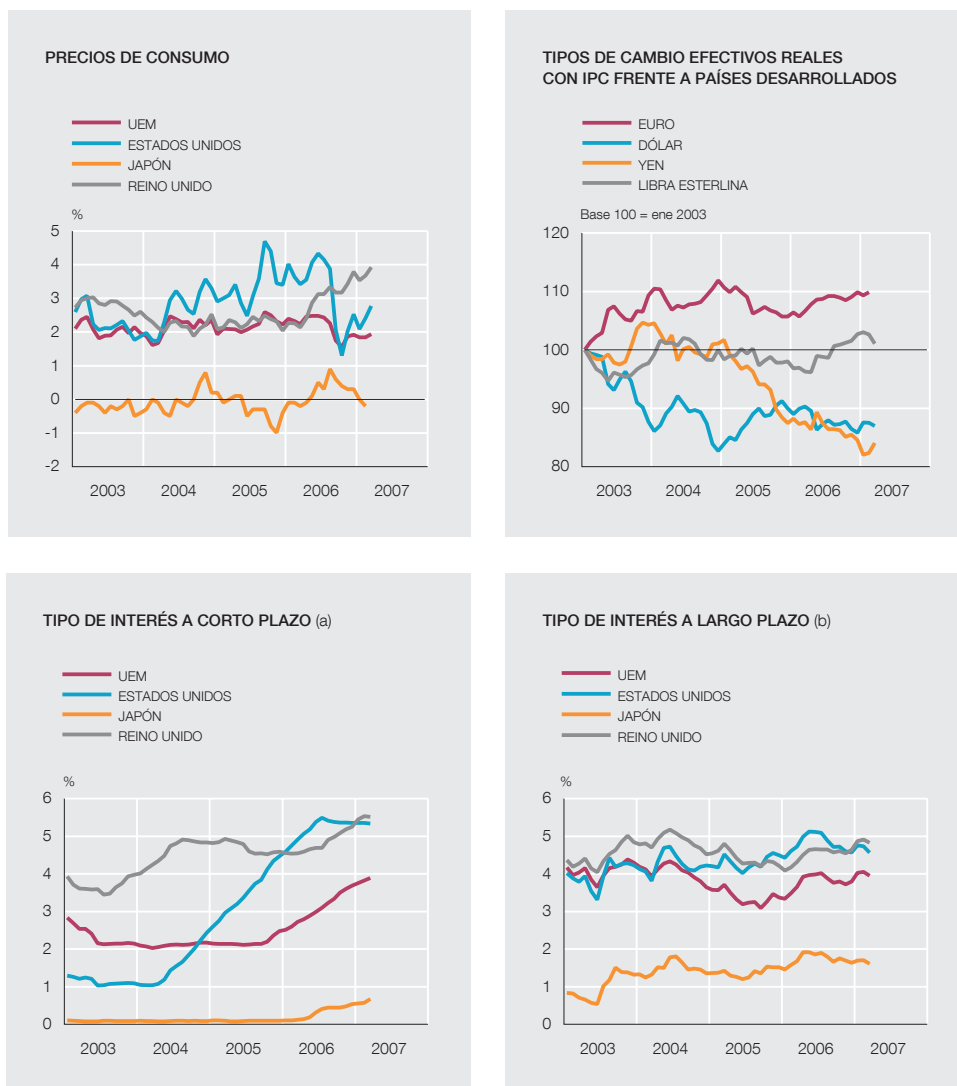 PRECIOS DE CONSUMO
UEM
ESTADOS UNIDOS
JAPÓN
REINO UNIDO
%
5
4
3
2
1
0
-1
-2
2003 2004 2005 2006 2007
TIPOS DE CAMBIO EFECTIVOS REALES
CON IPC FRENTE A PAÍSES DESARROLLADOS
EURO
DÓLAR
YEN
LIBRA ESTERLINA
Base 100 = ene 2003
120
110
100
90
80
2003 2004 2005 2006 2007
TIPO DE INTERÉS A CORTO PLAZO (a)
UEM
ESTADOS UNIDOS
JAPÓN
REINO UNIDO
%
6
5
4
3
2
1
0
2003 2004 2005 2006 2007
TIPO DE INTERÉS A LARGO PLAZO (b)
UEM
ESTADOS UNIDOS
JAPÓN
REINO UNIDO
%
6
5
4
3
2
1
0
2003 2004 2005 2006 2007